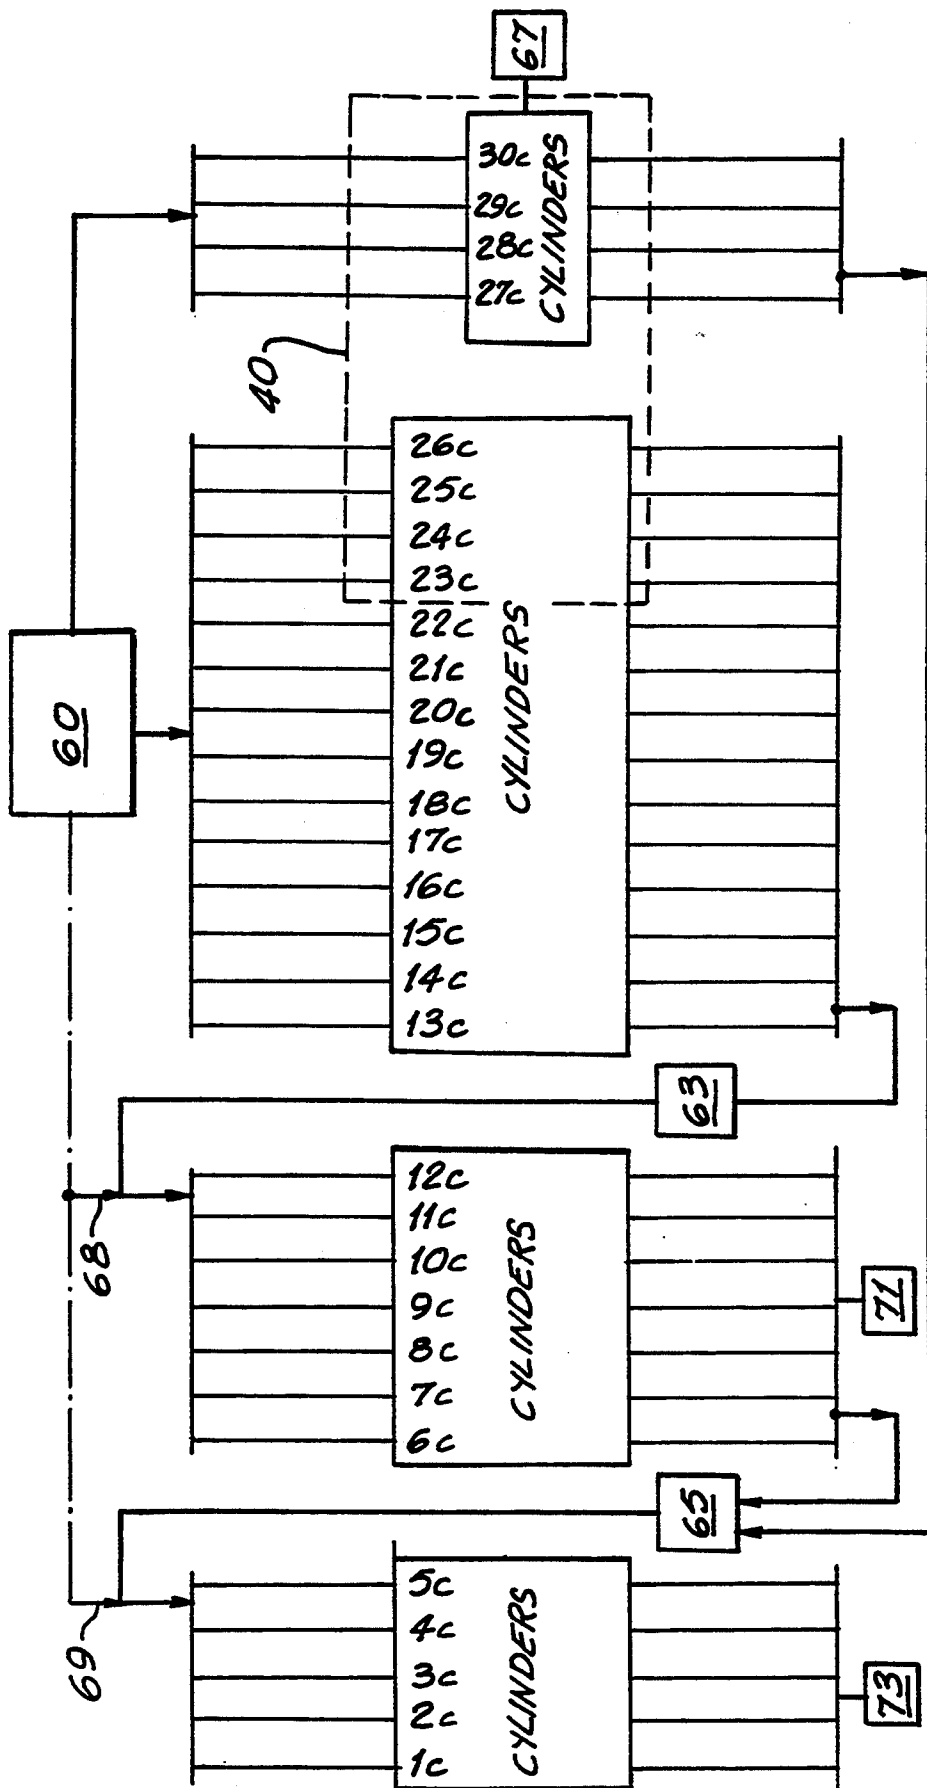 60
67
40
30c
29c
28c
27c
CYLINDERS
26c
25c
24c
23c
22c
21c
20c
19c
18c
17c
16c
15c
14c
13c
CYLINDERS
63
68
12c
11c
10c
9c
8c
7c
6c
CYLINDERS
71
65
69
5c
4c
3c
2c
1c
CYLINDERS
73